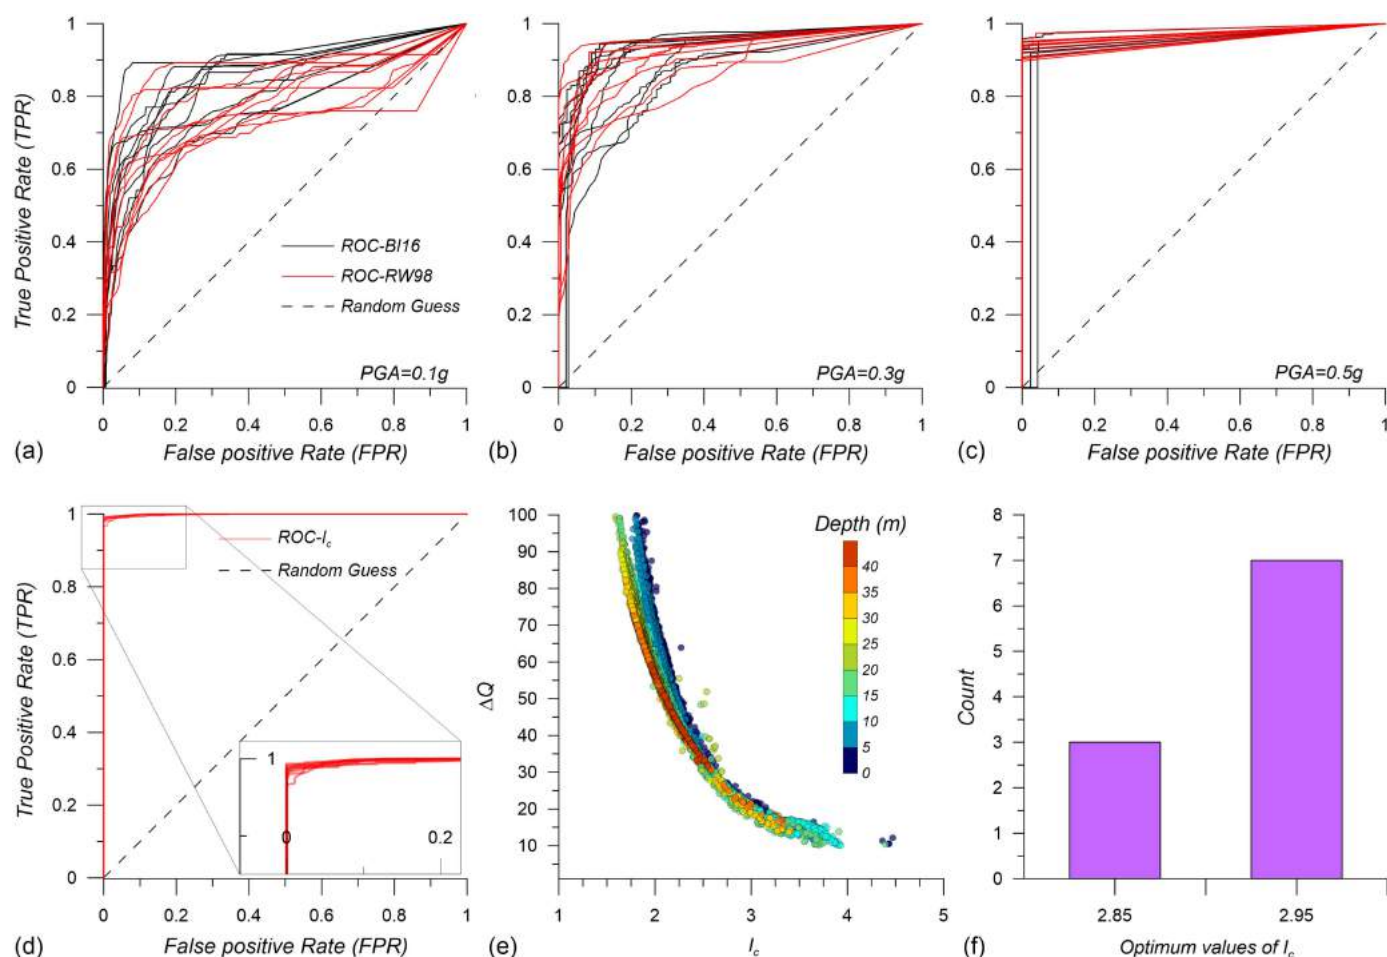 True Positive Rate (TPR)
1
0.8
0.6
0.4
0.2
0
ROC-BI16
ROC-RW98
Random Guess
PGA=0.1g
0 0.2 0.4 0.6 0.8 1
(a) False positive Rate (FPR)
1
0.8
0.6
0.4
0.2
0
PGA=0.3g
0 0.2 0.4 0.6 0.8 1
(b) False positive Rate (FPR)
1
0.8
0.6
0.4
0.2
0
PGA=0.5g
0 0.2 0.4 0.6 0.8 1
(c) False positive Rate (FPR)
True Positive Rate (TPR)
1
0.8
0.6
0.4
0.2
0
ROC-Ic
Random Guess
1
0 0.2
0 0.2 0.4 0.6 0.8 1
(d) False positive Rate (FPR)
ΔQ
100
90
80
70
60
50
40
30
20
10
Depth (m)
40
35
30
25
20
15
10
5
0
1 2 3 4 5
(e) Ic
Count
8
7
6
5
4
3
2
1
0
2.85 2.95
(f) Optimum values of Ic